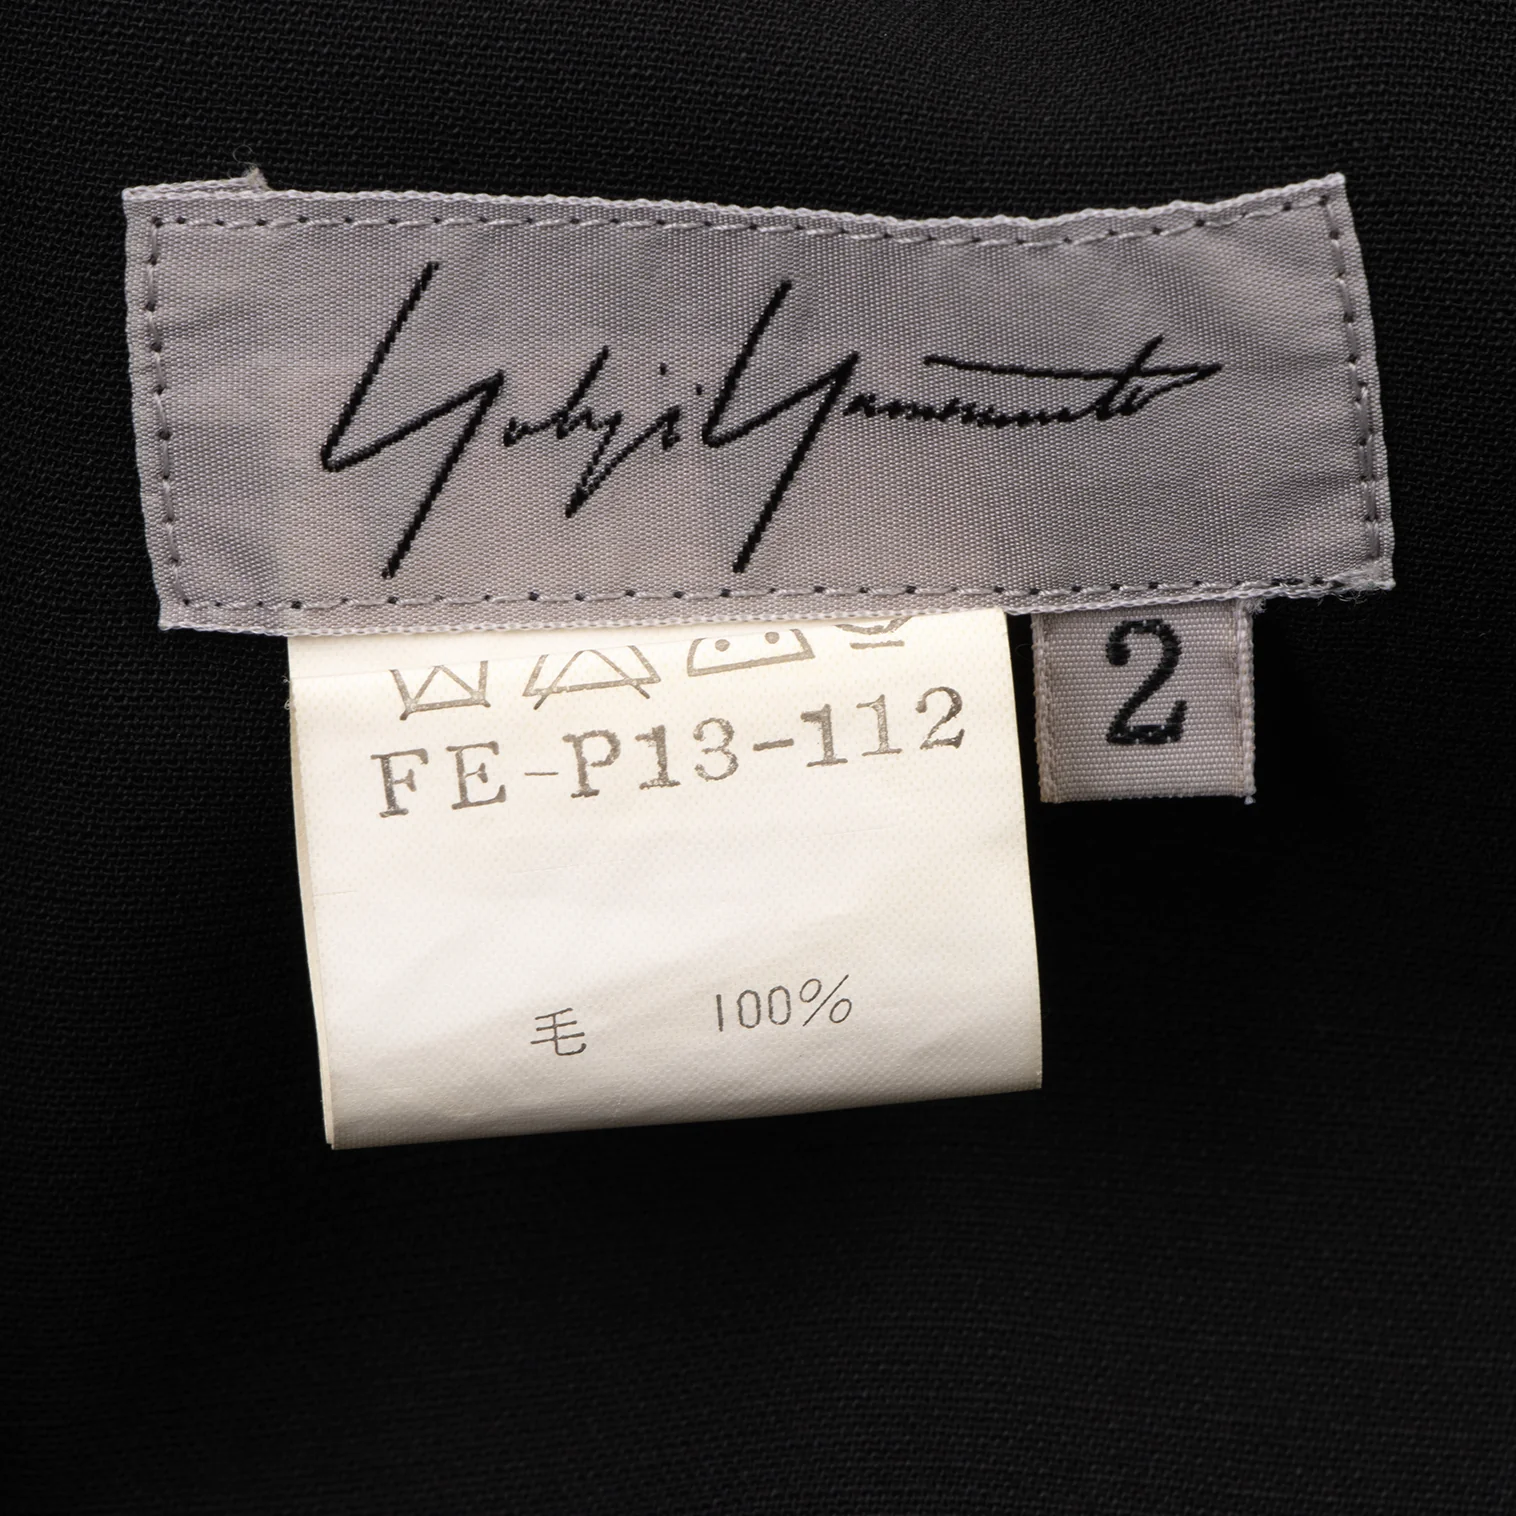 Yohji Yamamoto
2
FE-P13-112
毛 100%